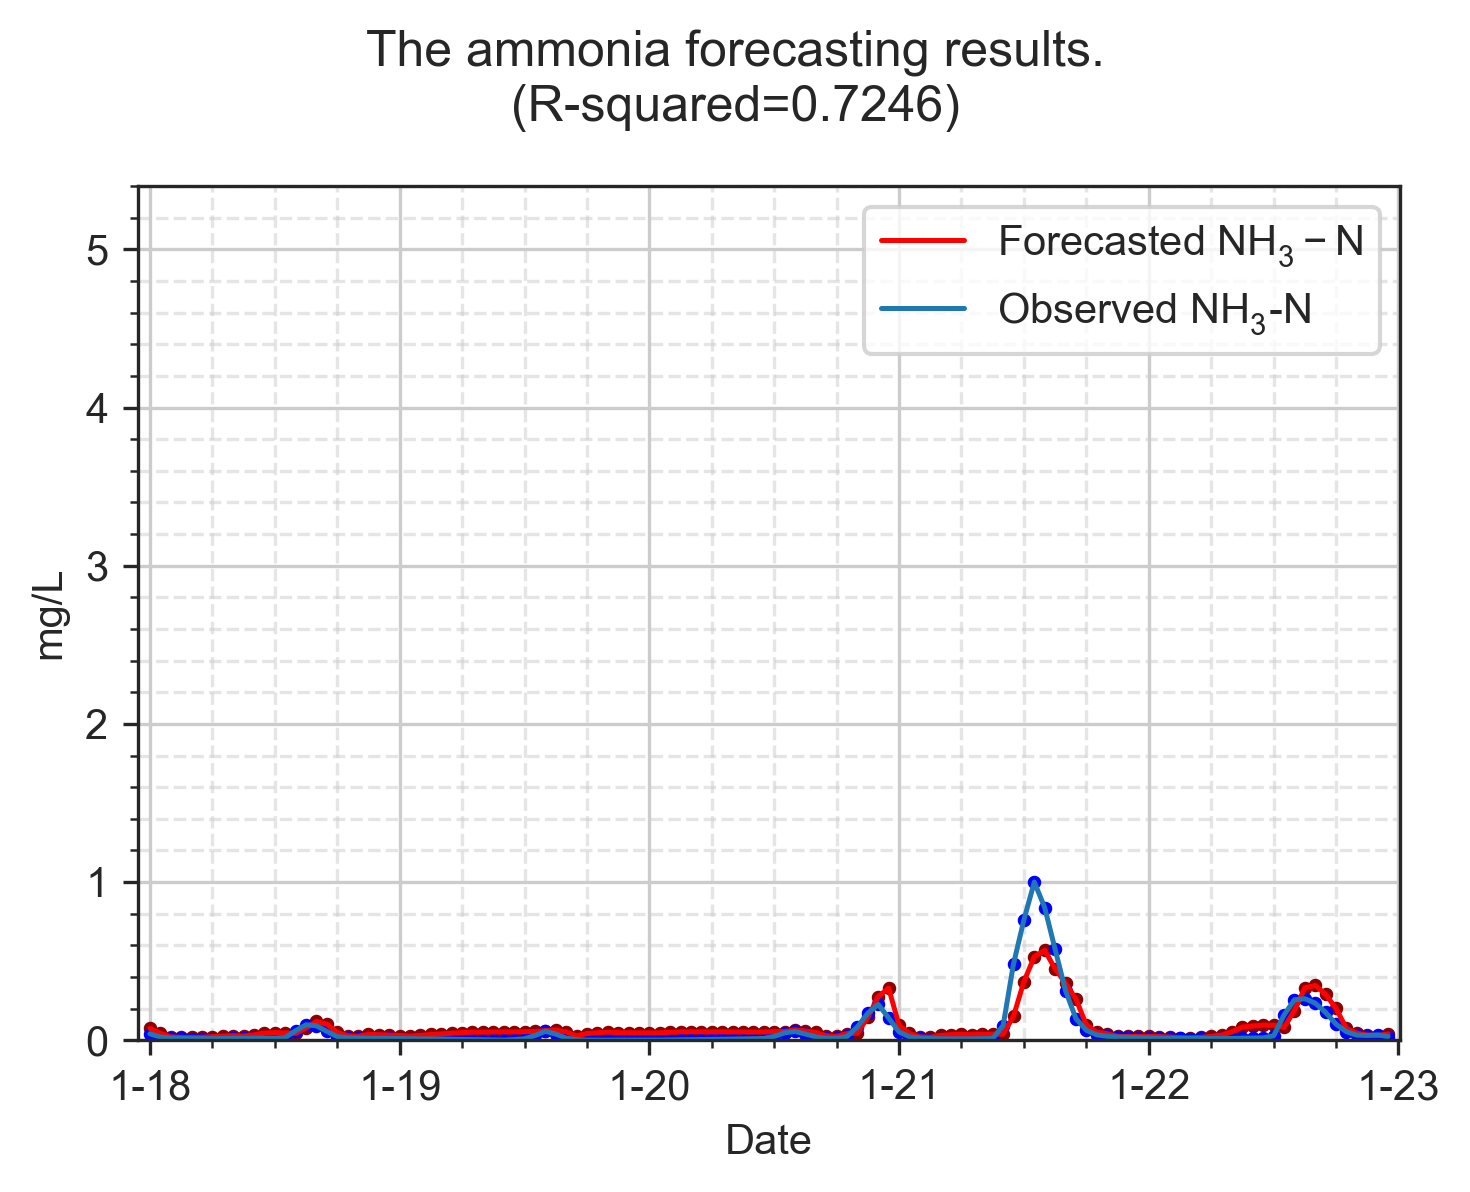 The ammonia forecasting results.
(R-squared=0.7246)
Forecasted NH₃ − N
Observed NH₃-N
5
4
3
2
1
0
mg/L
1-18 1-19 1-20 1-21 1-22 1-23
Date